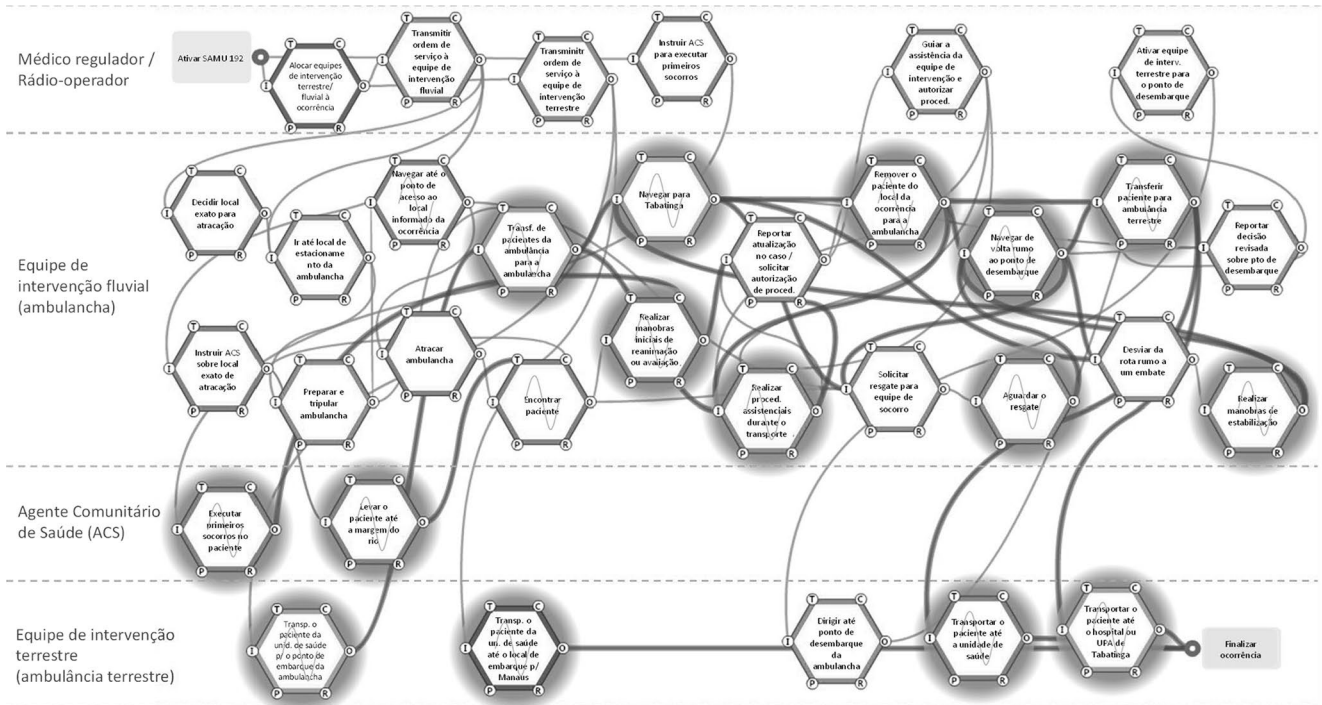 Médico regulador /
Rádio-operador
Ativar SAMU 192
Alocar equipes
de intervenção
terrestre/
fluvial à
ocorrência
Transmitir
ordem de
serviço à
equipe de
intervenção
fluvial
Transminitir
ordem de
serviço à
equipe de
intervenção
terrestre
Instruir ACS
para executar
primeiros
socorros
Guiar a
assistência da
equipe de
intervenção e
autorizar
proced.
Ativar equipe
de interv.
terrestre para
o ponto de
desembarque
Equipe de
intervenção fluvial
(ambulancha)
Decidir local
exato para
atracação
Ir até local de
estacioname
nto da
ambulancha
Navegar até o
ponto de
acesso ao
local
informado da
ocorrência
Transf. de
pacientes da
ambulância
para a
ambulancha
Navegar para
Tabatinga
Reportar
atualização
no caso /
solicitar
autorização
de proced.
Remover o
paciente do
local da
ocorrência
para a
ambulancha
Navegar de
volta rumo
ao ponto de
desembarque
Transferir
paciente para
ambulância
terrestre
Reportar
decisão
revisada
sobre pto de
desembarque
Instruir ACS
sobre local
exato de
atracação
Preparar e
tripular
ambulancha
Atracar
ambulancha
Encontrar
paciente
Realizar
manobras
iniciais de
reanimação
ou avaiação
Realizar
proced.
assistenciais
durante o
transporte
Solicitar
resgate para
equipe de
socorro
Aguardar o
resgate
Desviar da
rota rumo a
um embate
Realizar
manobras de
estabilização
Agente Comunitário
de Saúde (ACS)
Executar
primeiros
socorros no
paciente
Levar o
paciente até
a margem do
rio
Equipe de intervenção
terrestre
(ambulância terrestre)
Transp. o
paciente da
unid. de saúde
p/ o ponto de
embarque da
ambulancha
Transp. o
paciente da
un. de saúde
até o local de
embarque p/
Manaus
Dirigir até
ponto de
desembarque
da
ambulancha
Transportar o
paciente até
a unidade de
saúde
Transportar o
paciente até
o hospital ou
UPA de
Tabatinga
Finalizar
ocorrência